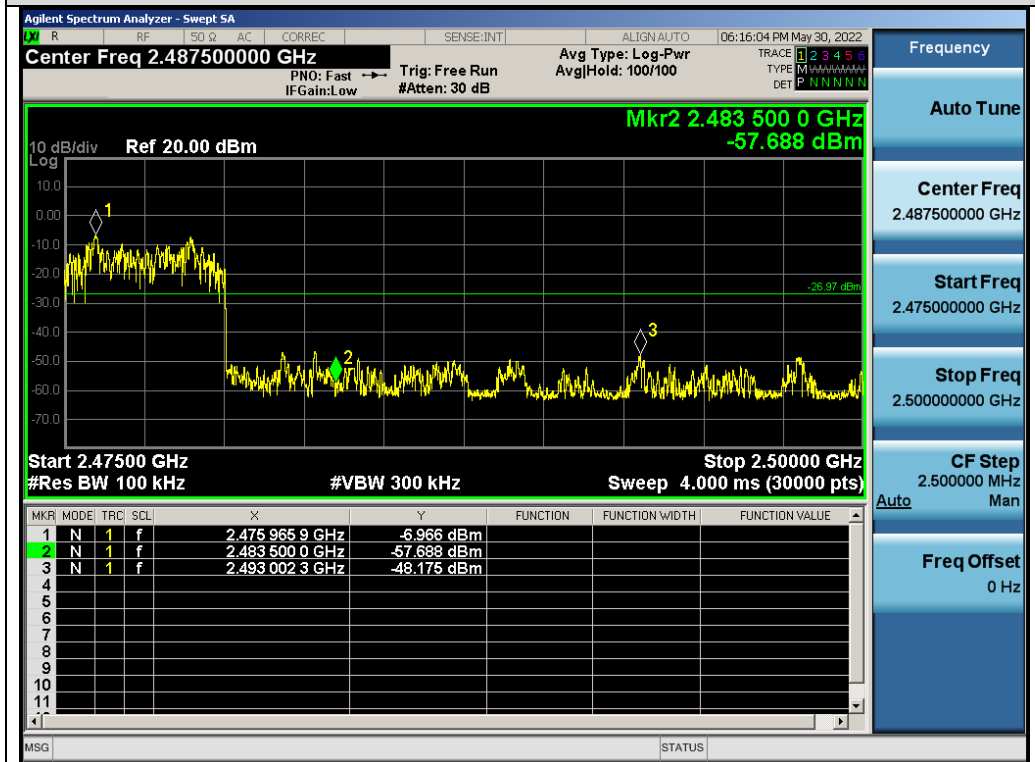 Agilent Spectrum Analyzer - Swept SA
LXI R RF 50 Ω AC CORREC SENSE:INT ALIGN AUTO 06:16:04 PM May 30, 2022
Center Freq 2.487500000 GHz
PNO: Fast
IFGain:Low
Trig: Free Run
#Atten: 30 dB
Avg Type: Log-Pwr
Avg|Hold: 100/100
TRACE 1 2 3 4 5 6
TYPE M
DET P N N N N N
Mkr2 2.483 500 0 GHz
-57.688 dBm
10 dB/div Ref 20.00 dBm
Log
10.0
0.00
-10.0
-20.0
-30.0
-40.0
-50.0
-60.0
-70.0
1
-26.97 dBm
2
3
Start 2.47500 GHz Stop 2.50000 GHz
#Res BW 100 kHz #VBW 300 kHz Sweep 4.000 ms (30000 pts)
MKR MODE TRC SCL X Y FUNCTION FUNCTION WIDTH FUNCTION VALUE
1 N 1 f 2.475 965 9 GHz -6.966 dBm
2 N 1 f 2.483 500 0 GHz -57.688 dBm
3 N 1 f 2.493 002 3 GHz -48.175 dBm
4
5
6
7
8
9
10
11
MSG STATUS
Frequency
Auto Tune
Center Freq
2.487500000 GHz
Start Freq
2.475000000 GHz
Stop Freq
2.500000000 GHz
CF Step
2.500000 MHz
Auto Man
Freq Offset
0 Hz